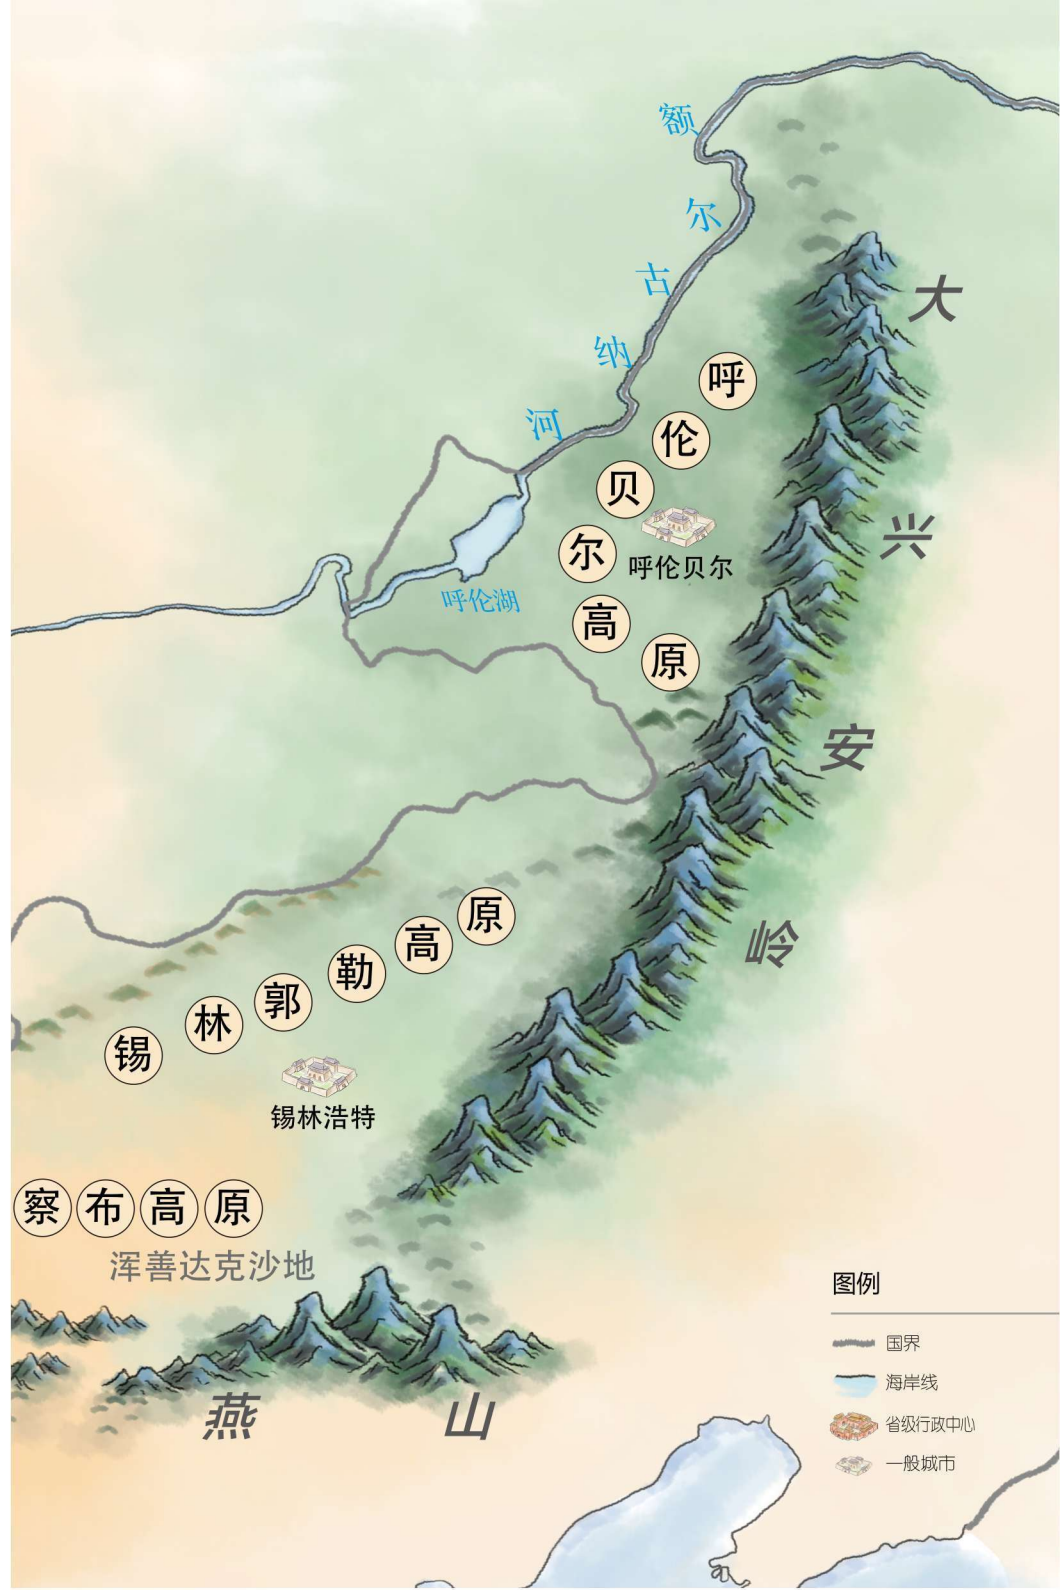 额尔古纳河
大兴安岭
呼伦贝尔高原
呼伦贝尔
呼伦湖
锡林郭勒高原
锡林浩特
察布高原
浑善达克沙地
燕山
图例
国界
海岸线
省级行政中心
一般城市